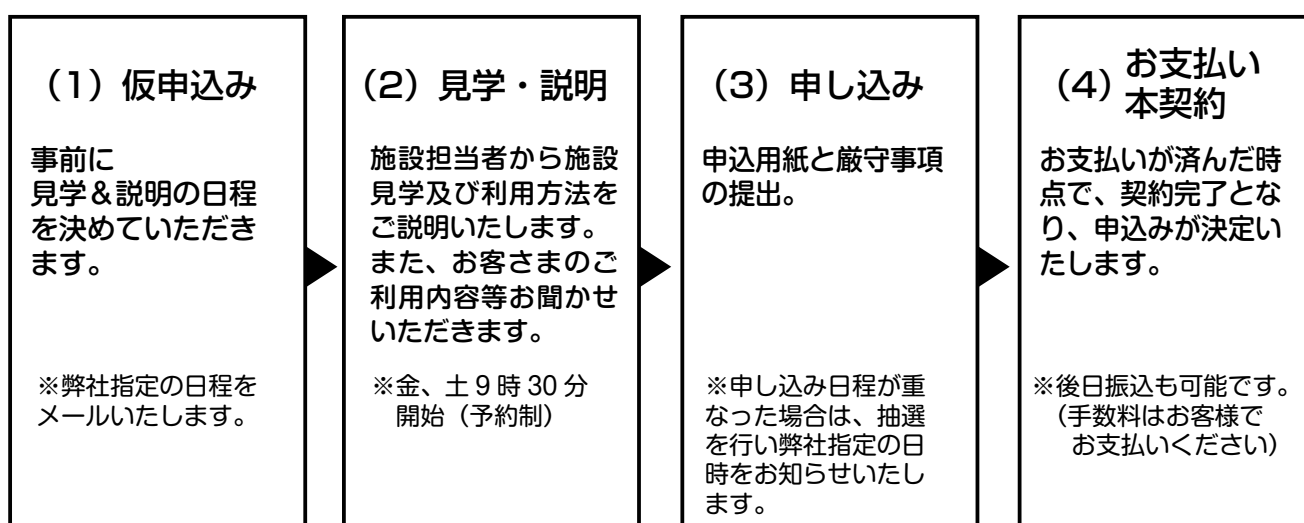 (1) 仮申込み
事前に
見学&説明の日程
を決めていただき
ます。
※弊社指定の日程を
メールいたします。
(2) 見学・説明
施設担当者から施設
見学及び利用方法を
ご説明いたします。
また、お客さまのご
利用内容等お聞かせ
いただきます。
※金、土 9 時 30 分
開始(予約制)
(3) 申し込み
申込用紙と厳守事項
の提出。
※申し込み日程が重
なった場合は、抽選
を行い弊社指定の日
時をお知らせいたし
ます。
(4) お支払い
本契約
お支払いが済んだ時
点で、契約完了とな
り、申込みが決定い
たします。
※後日振込も可能です。
(手数料はお客様で
お支払いください)